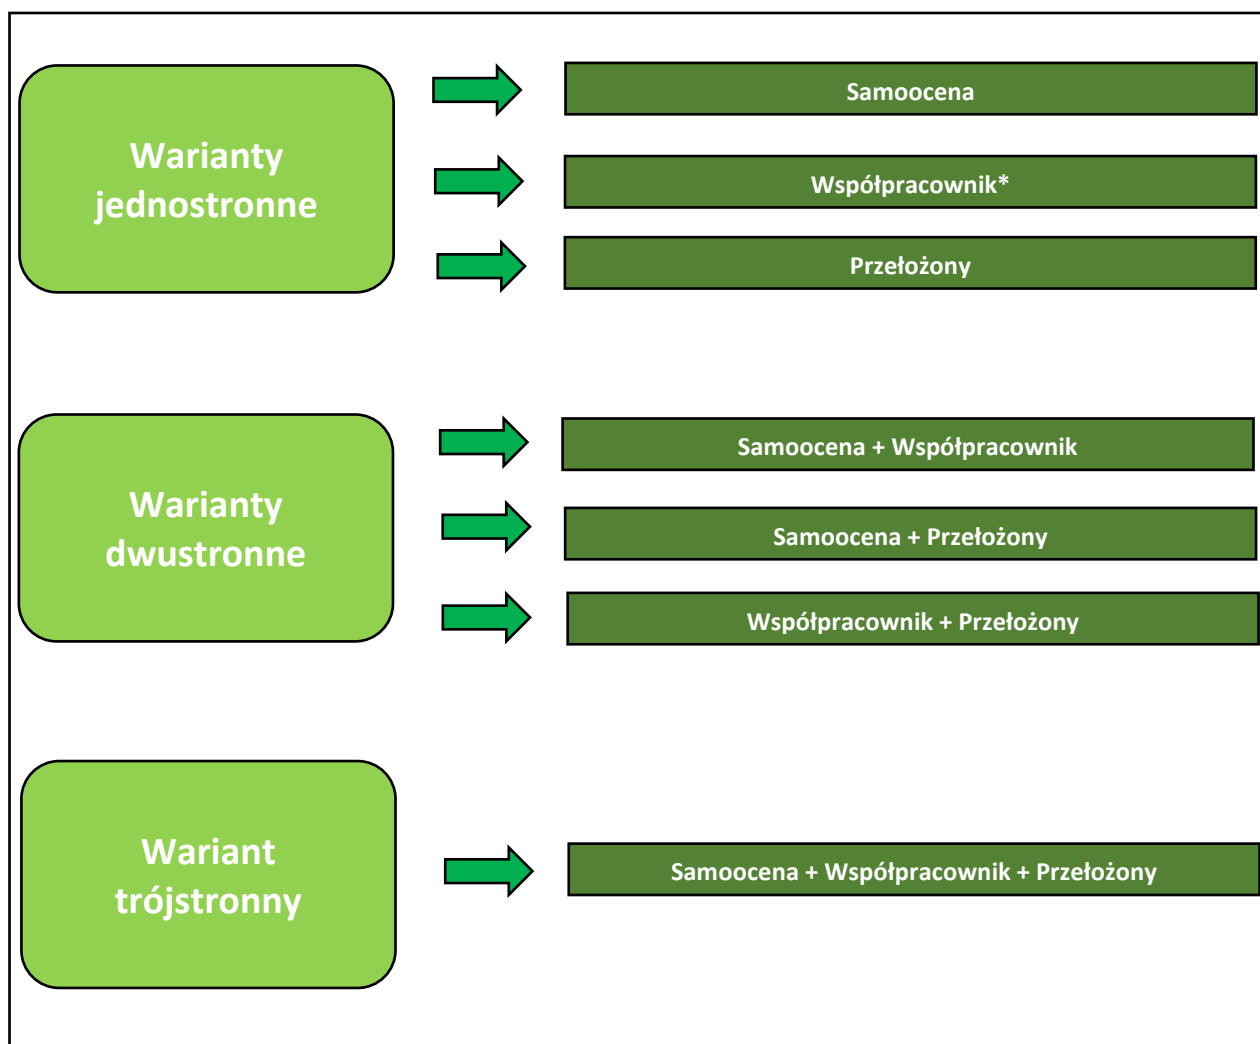 Warianty
jednostronne
Samoocena
Współpracownik*
Przełożony
Warianty
dwustronne
Samoocena + Współpracownik
Samoocena + Przełożony
Współpracownik + Przełożony
Wariant
trójstronny
Samoocena + Współpracownik + Przełożony